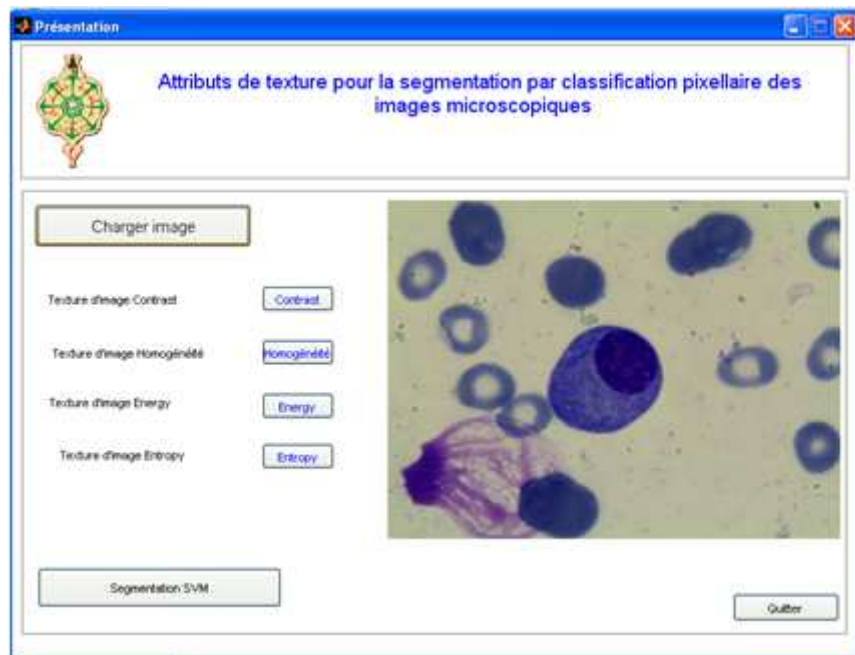 Présentation
Attributs de texture pour la segmentation par classification pixellaire des
images microscopiques
Charger image
Texture d'image Contrast
Contrast
Texture d'image Homogénéité
Homogénéité
Texture d'image Energy
Energy
Texture d'image Entropy
Entropy
Segmentation SVM
Quitter